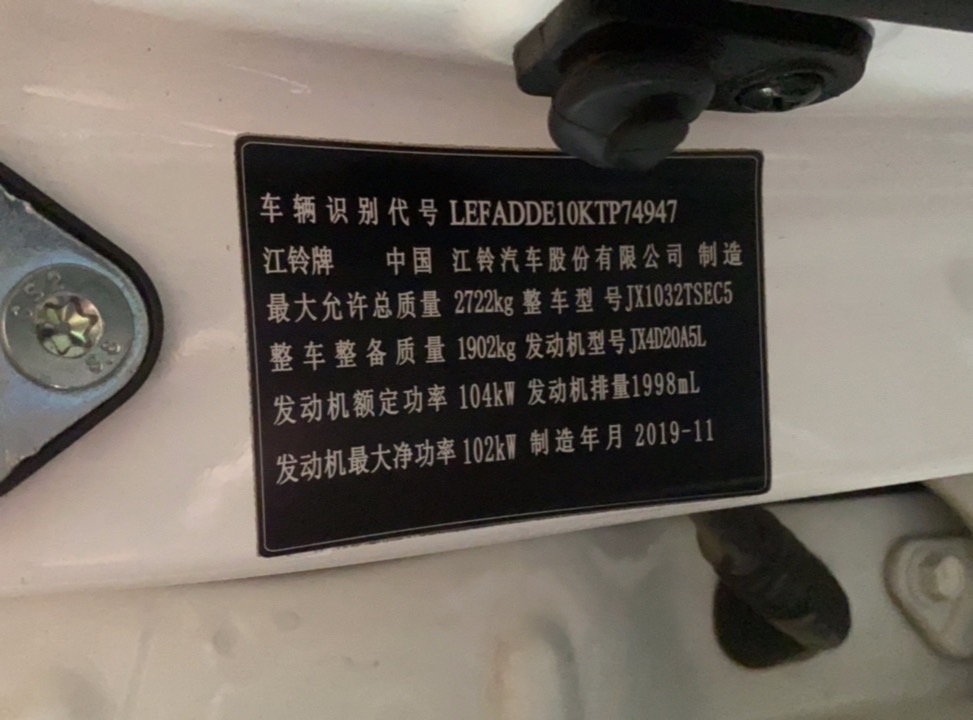 车辆识别代号 LEFADDE10KTP74947
江铃牌 中国 江铃汽车股份有限公司 制造
最大允许总质量 2722kg 整车型号 JX1032TSEC5
整车整备质量 1902kg 发动机型号 JX4D20A5L
发动机额定功率 104kW 发动机排量 1998mL
发动机最大净功率 102kW 制造年月 2019-11